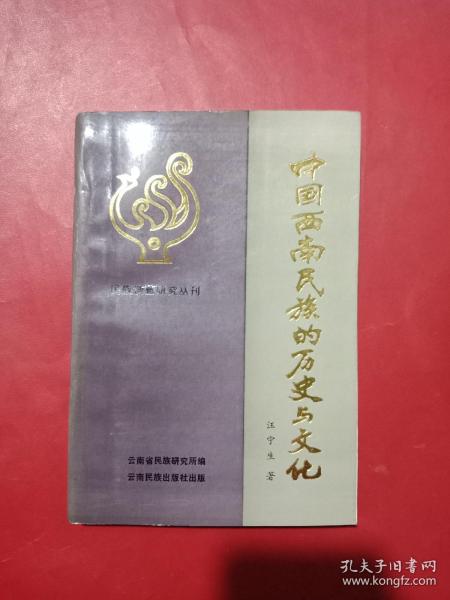 中国西南民族的历史与文化
汪宁生 著
民族调查研究丛刊
云南省民族研究所编
云南民族出版社出版
孔夫子旧书网
www.kongfz.com